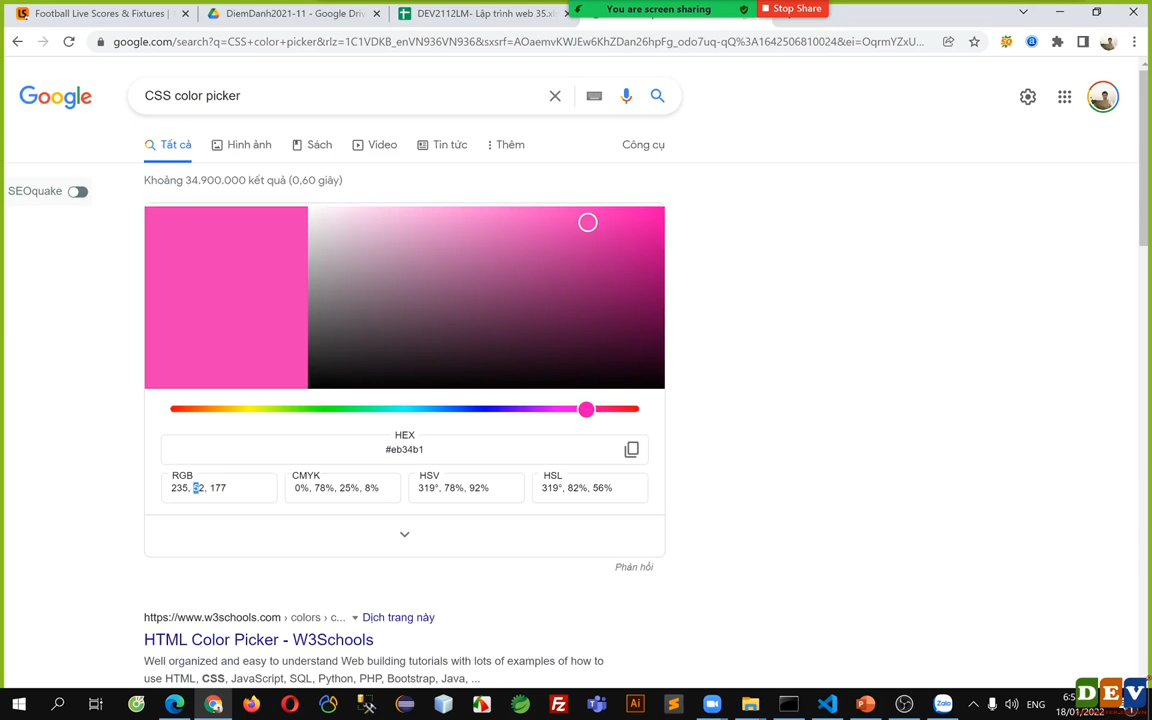 You are screen sharing
Stop Share
Football Live Scores & Fixtures |
DiemDanh2021-11 - Google Driv
DEV2112LM- Lập trình web 35.xl
google.com/search?q=CSS+color+picker&rlz=1C1VDKB_enVN936VN936&sxsrf=AOaemvKWJEw6KhZDan26hpFg_odo7uq-qQ%3A1642506810024&ei=OqrmYZxU...
Google
CSS color picker
Tất cả
Hình ảnh
Sách
Video
Tin tức
Thêm
Công cụ
Khoảng 34.900.000 kết quả (0,60 giây)
SEOquake
HEX
#eb34b1
RGB
235, 52, 177
CMYK
0%, 78%, 25%, 8%
HSV
319°, 78%, 92%
HSL
319°, 82%, 56%
Phản hồi
https://www.w3schools.com › colors › c... Dịch trang này
HTML Color Picker - W3Schools
Well organized and easy to understand Web building tutorials with lots of examples of how to
use HTML, CSS, JavaScript, SQL, Python, PHP, Bootstrap, Java, ...
ENG
18/01/2022
DEV